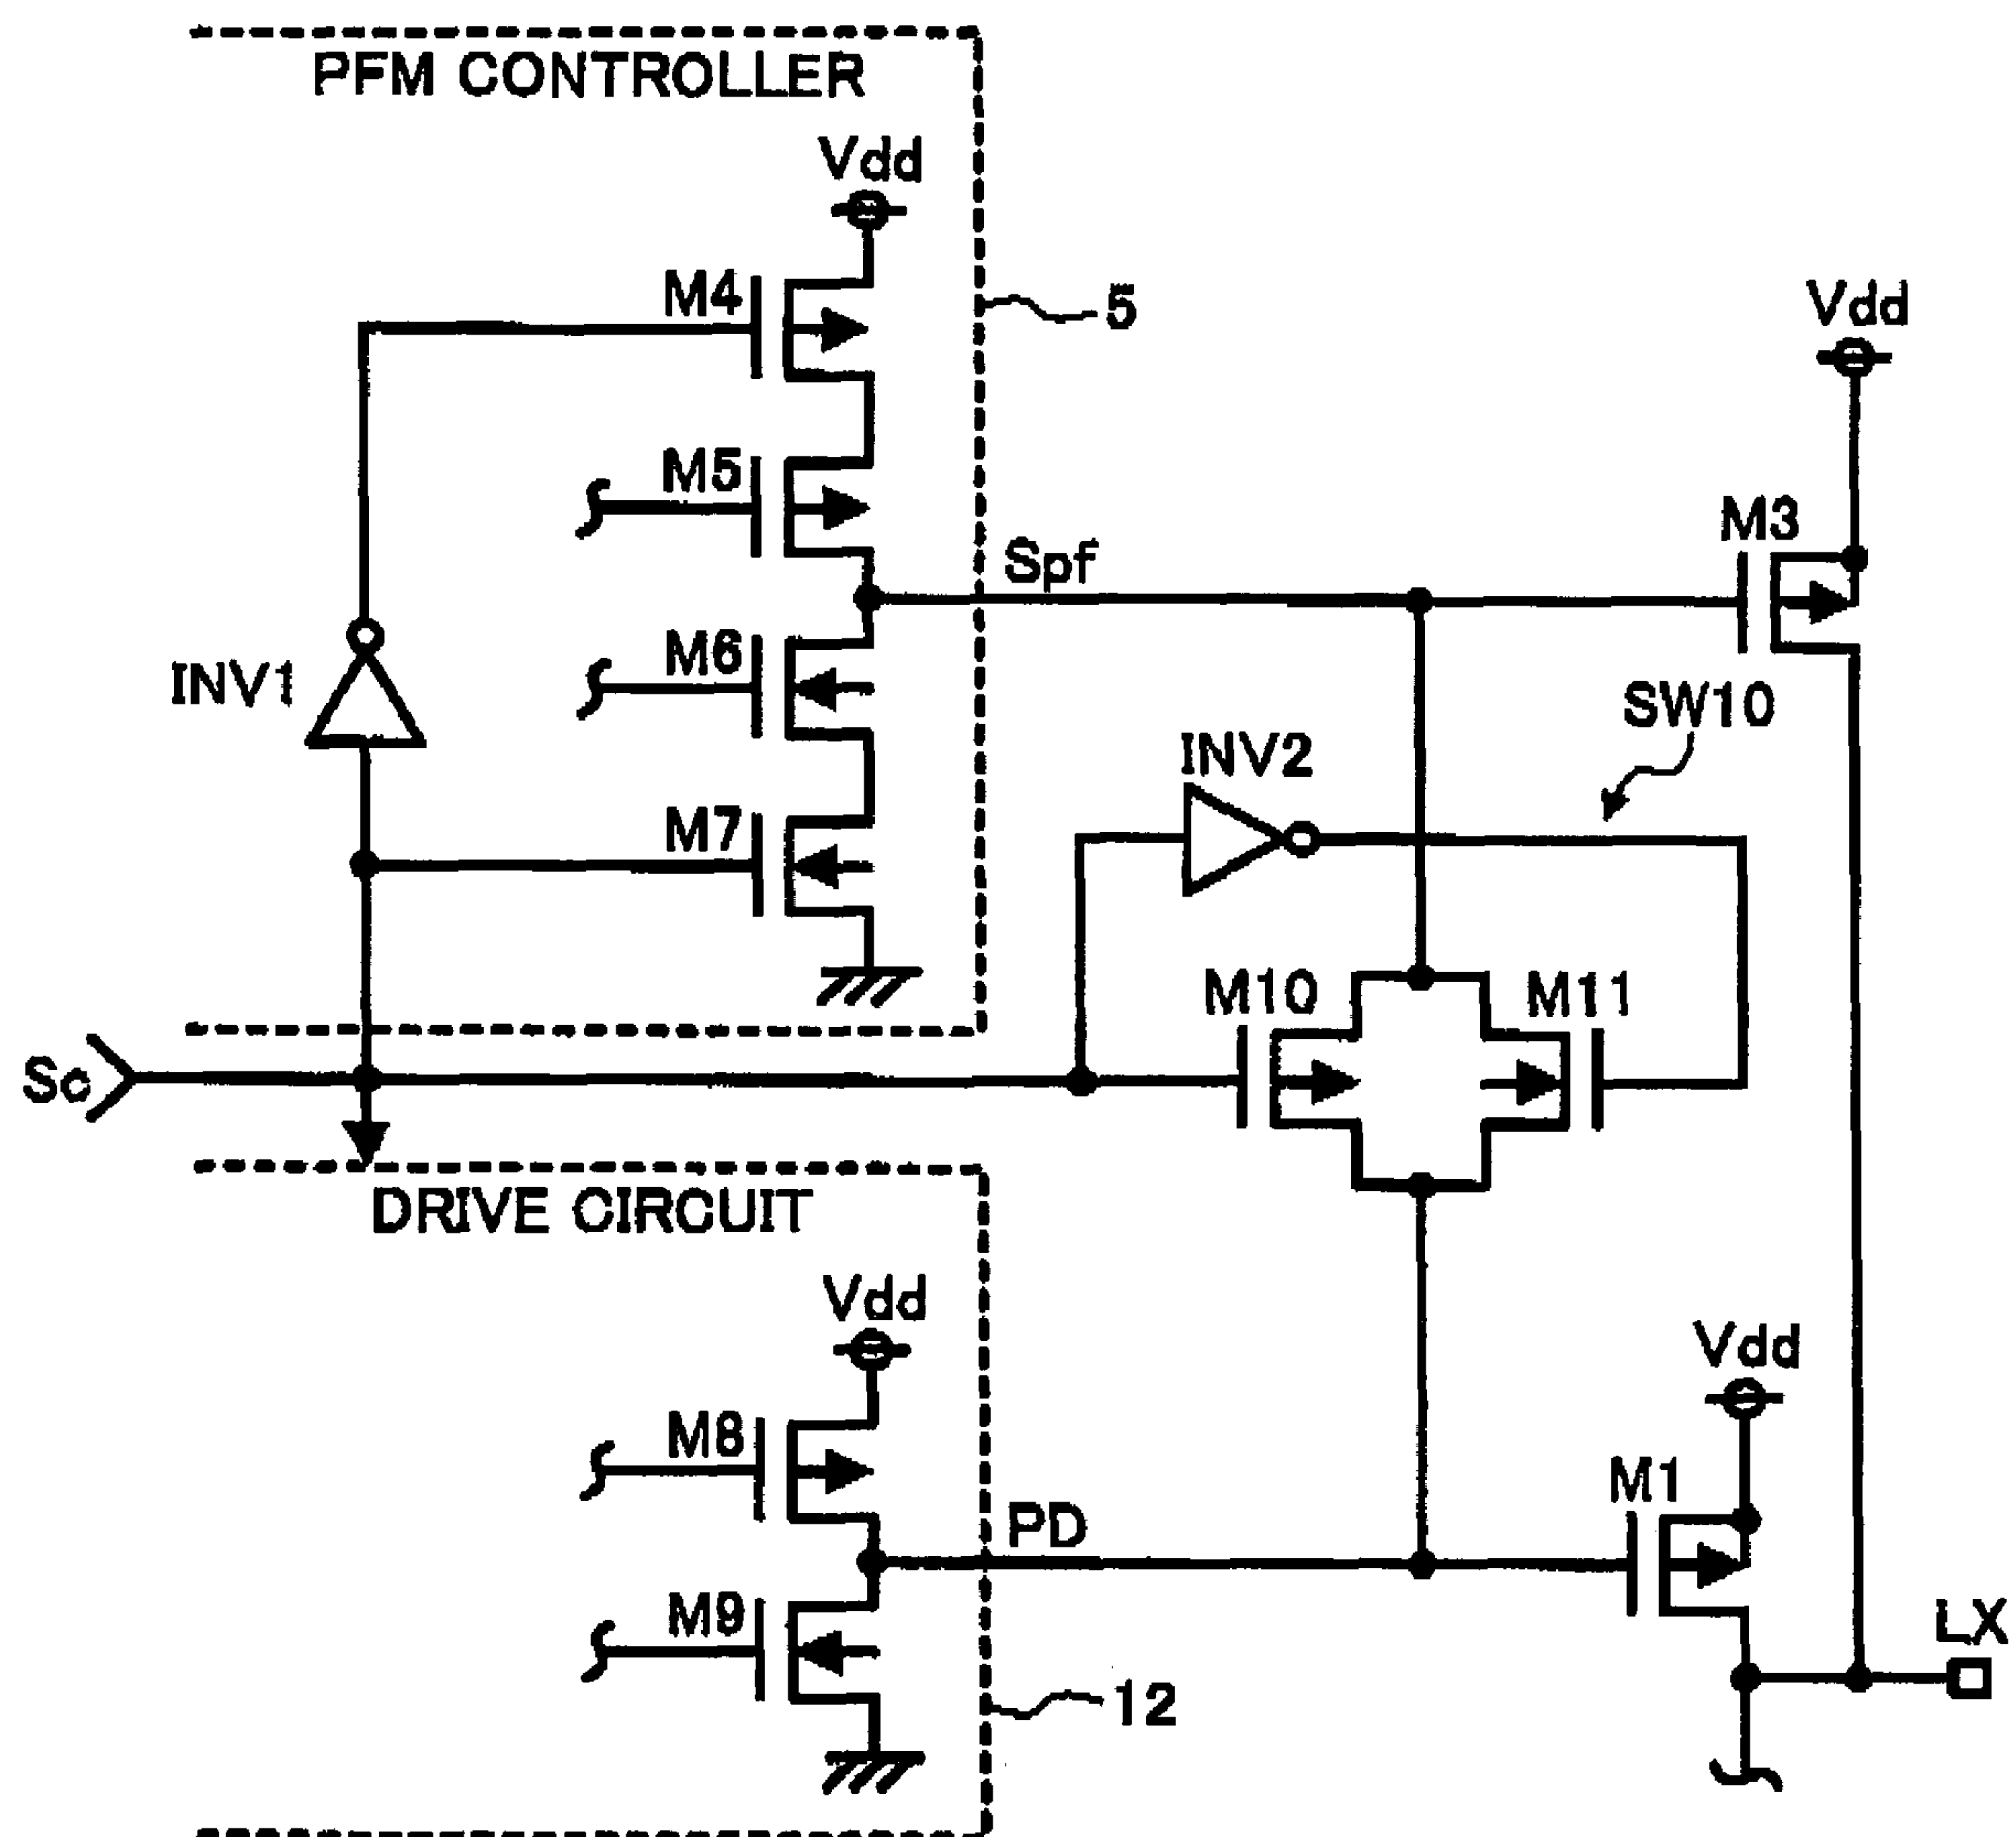 PFM CONTROLLER
Vdd
M4
5
Vdd
M5
M3
Spf
M6
INV1
SW10
INV2
M7
M10
M11
Sc
DRIVE CIRCUIT
Vdd
Vdd
M8
M1
PD
M9
LX
12